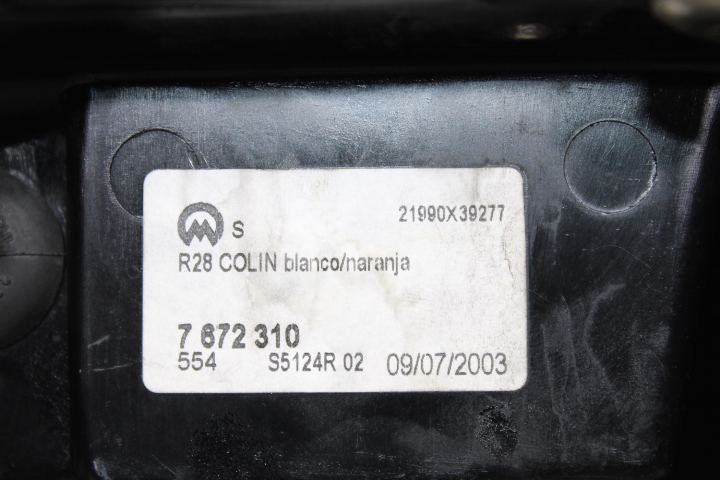 S 21990X39277
R28 COLIN blanco/naranja
7 672 310
554 S5124R 02 09/07/2003